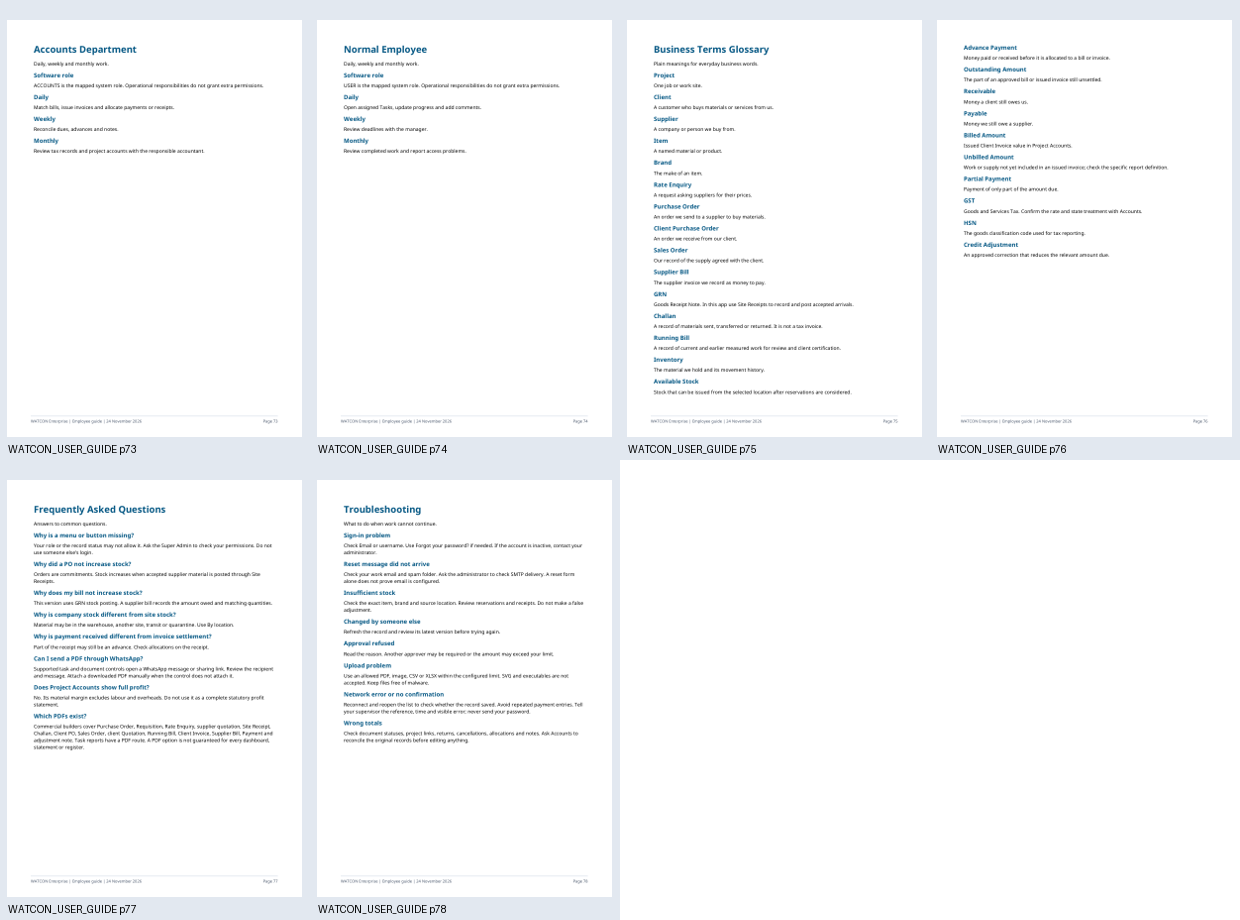 Accounts Department
Daily, weekly and monthly work.
Software role
ACCOUNTS is the mapped system role. Operational responsibilities do not grant extra permissions.
Daily
Match bills, issue invoices and allocate payments or receipts.
Weekly
Reconcile dues, advances and notes.
Monthly
Review tax records and project accounts with the responsible accountant.
WATCON Enterprise | Employee guide | 24 November 2026
Page 73
WATCON_USER_GUIDE p73
Normal Employee
Daily, weekly and monthly work.
Software role
USER is the mapped system role. Operational responsibilities do not grant extra permissions.
Daily
Open assigned Tasks, update progress and add comments.
Weekly
Review deadlines with the manager.
Monthly
Review completed work and report access problems.
WATCON Enterprise | Employee guide | 24 November 2026
Page 74
WATCON_USER_GUIDE p74
Business Terms Glossary
Plain meanings for everyday business words.
Project
One job or work site.
Client
A customer who buys materials or services from us.
Supplier
A company or person we buy from.
Item
A named material or product.
Brand
The make of an item.
Rate Enquiry
A request asking suppliers for their prices.
Purchase Order
An order we send to a supplier to buy materials.
Client Purchase Order
An order we receive from our client.
Sales Order
Our record of the supply agreed with the client.
Supplier Bill
The supplier invoice we record as money to pay.
GRN
Goods Receipt Note. In this app use Site Receipts to record and post accepted arrivals.
Challan
A record of materials sent, transferred or returned. It is not a tax invoice.
Running Bill
A record of current and earlier measured work for review and client certification.
Inventory
The material we hold and its movement history.
Available Stock
Stock that can be issued from the selected location after reservations are considered.
WATCON Enterprise | Employee guide | 24 November 2026
Page 75
WATCON_USER_GUIDE p75
Advance Payment
Money paid or received before it is allocated to a bill or invoice.
Outstanding Amount
The part of an approved bill or issued invoice still unsettled.
Receivable
Money a client still owes us.
Payable
Money we still owe a supplier.
Billed Amount
Issued Client Invoice value in Project Accounts.
Unbilled Amount
Work or supply not yet included in an issued invoice; check the specific report definition.
Partial Payment
Payment of only part of the amount due.
GST
Goods and Services Tax. Confirm the rate and state treatment with Accounts.
HSN
The goods classification code used for tax reporting.
Credit Adjustment
An approved correction that reduces the relevant amount due.
WATCON Enterprise | Employee guide | 24 November 2026
Page 76
WATCON_USER_GUIDE p76
Frequently Asked Questions
Answers to common questions.
Why is a menu or button missing?
Your role or the record status may not allow it. Ask the Super Admin to check your permissions. Do not
use someone else's login.
Why did a PO not increase stock?
Orders are commitments. Stock increases when accepted supplier material is posted through Site
Receipts.
Why does my bill not increase stock?
This version uses GRN stock posting. A supplier bill records the amount owed and matching quantities.
Why is company stock different from site stock?
Material may be in the warehouse, another site, transit or quarantine. Use By location.
Why is payment received different from invoice settlement?
Part of the receipt may still be an advance. Check allocations on the receipt.
Can I send a PDF through WhatsApp?
Supported task and document controls open a WhatsApp message or sharing link. Review the recipient
and message. Attach a downloaded PDF manually when the control does not attach it.
Does Project Accounts show full profit?
No. Its material margin excludes labour and overheads. Do not use it as a complete statutory profit
statement.
Which PDFs exist?
Commercial builders cover Purchase Order, Requisition, Rate Enquiry, supplier quotation, Site Receipt,
Challan, Client PO, Sales Order, client Quotation, Running Bill, Client Invoice, Supplier Bill, Payment and
adjustment note. Task reports have a PDF route. A PDF option is not guaranteed for every dashboard,
statement or register.
WATCON Enterprise | Employee guide | 24 November 2026
Page 77
WATCON_USER_GUIDE p77
Troubleshooting
What to do when work cannot continue.
Sign-in problem
Check Email or username. Use Forgot your password? if needed. If the account is inactive, contact your
administrator.
Reset message did not arrive
Check your work email and spam folder. Ask the administrator to check SMTP delivery. A reset form
alone does not prove email is configured.
Insufficient stock
Check the exact item, brand and source location. Review reservations and receipts. Do not make a false
adjustment.
Changed by someone else
Refresh the record and review its latest version before trying again.
Approval refused
Read the reason. Another approver may be required or the amount may exceed your limit.
Upload problem
Use an allowed PDF, image, CSV or XLSX within the configured limit. SVG and executables are not
accepted. Keep files free of malware.
Network error or no confirmation
Reconnect and reopen the list to check whether the record saved. Avoid repeated payment entries. Tell
your supervisor the reference, time and visible error; never send your password.
Wrong totals
Check document statuses, project links, returns, cancellations, allocations and notes. Ask Accounts to
reconcile the original records before editing anything.
WATCON Enterprise | Employee guide | 24 November 2026
Page 78
WATCON_USER_GUIDE p78